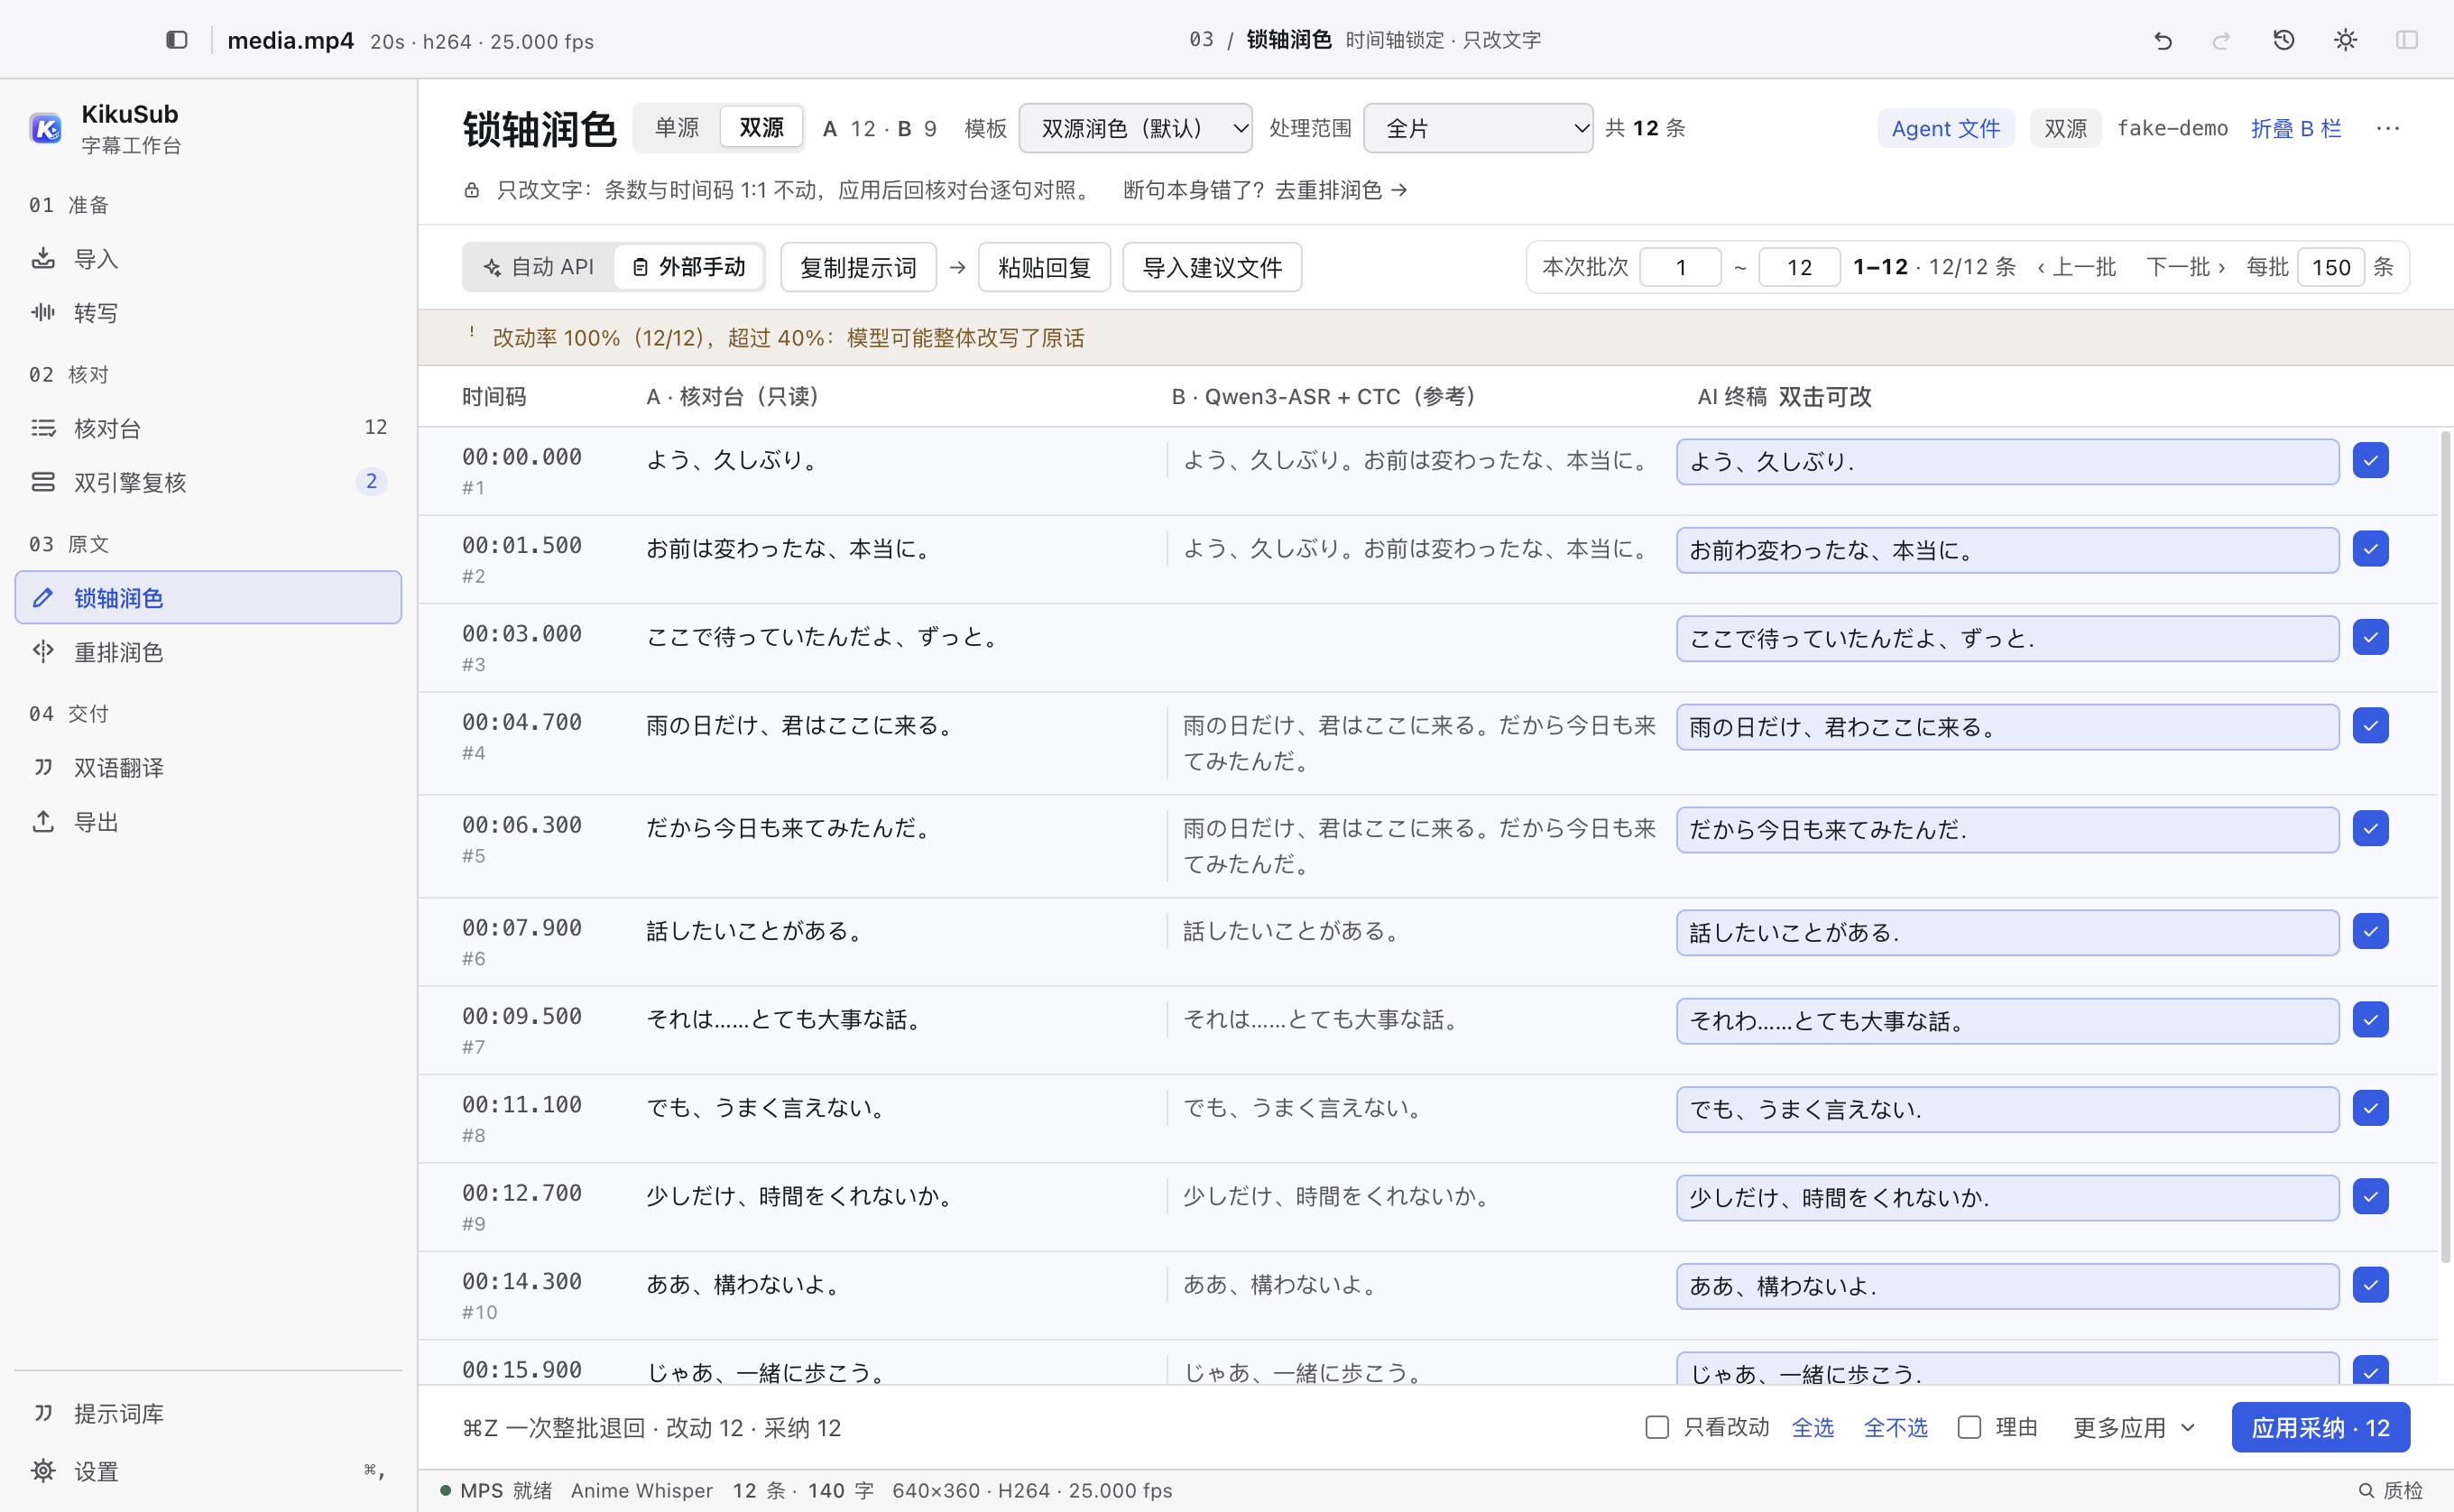 media.mp4 20s · h264 · 25.000 fps
03 / 锁轴润色 时间轴锁定 · 只改文字
KikuSub
字幕工作台
01 准备
导入
转写
02 核对
核对台 12
双引擎复核 2
03 原文
锁轴润色
重排润色
04 交付
双语翻译
导出
提示词库
设置 ⌘,
锁轴润色 单源 双源 A 12 · B 9 模板 双源润色（默认） 处理范围 全片 共 12 条 Agent 文件 双源 fake-demo 折叠 B 栏 ···
只改文字：条数与时间码 1:1 不动，应用后回核对台逐句对照。 断句本身错了？去重排润色 →
自动 API 外部手动 复制提示词 → 粘贴回复 导入建议文件 本次批次 1 ~ 12 1–12 · 12/12 条 ‹ 上一批 下一批 › 每批 150 条
! 改动率 100%（12/12），超过 40%：模型可能整体改写了原话
时间码 A · 核对台（只读） B · Qwen3-ASR + CTC（参考） AI 终稿 双击可改
00:00.000 よう、久しぶり。 よう、久しぶり。お前は変わったな、本当に。 よう、久しぶり.
#1
00:01.500 お前は変わったな、本当に。 よう、久しぶり。お前は変わったな、本当に。 お前わ変わったな、本当に。
#2
00:03.000 ここで待っていたんだよ、ずっと。 ここで待っていたんだよ、ずっと.
#3
00:04.700 雨の日だけ、君はここに来る。 雨の日だけ、君はここに来る。だから今日も来 雨の日だけ、君わここに来る。
#4 てみたんだ。
00:06.300 だから今日も来てみたんだ。 雨の日だけ、君はここに来る。だから今日も来 だから今日も来てみたんだ.
#5 てみたんだ。
00:07.900 話したいことがある。 話したいことがある。 話したいことがある.
#6
00:09.500 それは……とても大事な話。 それは……とても大事な話。 それわ……とても大事な話。
#7
00:11.100 でも、うまく言えない。 でも、うまく言えない。 でも、うまく言えない.
#8
00:12.700 少しだけ、時間をくれないか。 少しだけ、時間をくれないか。 少しだけ、時間をくれないか.
#9
00:14.300 ああ、構わないよ。 ああ、構わないよ。 ああ、構わないよ.
#10
00:15.900 じゃあ、一緒に歩こう。 じゃあ、一緒に歩こう。 じゃあ、一緒に歩こう.
⌘Z 一次整批退回 · 改动 12 · 采纳 12 只看改动 全选 全不选 理由 更多应用 应用采纳 · 12
MPS 就绪 Anime Whisper 12 条 · 140 字 640×360 · H264 · 25.000 fps 质检